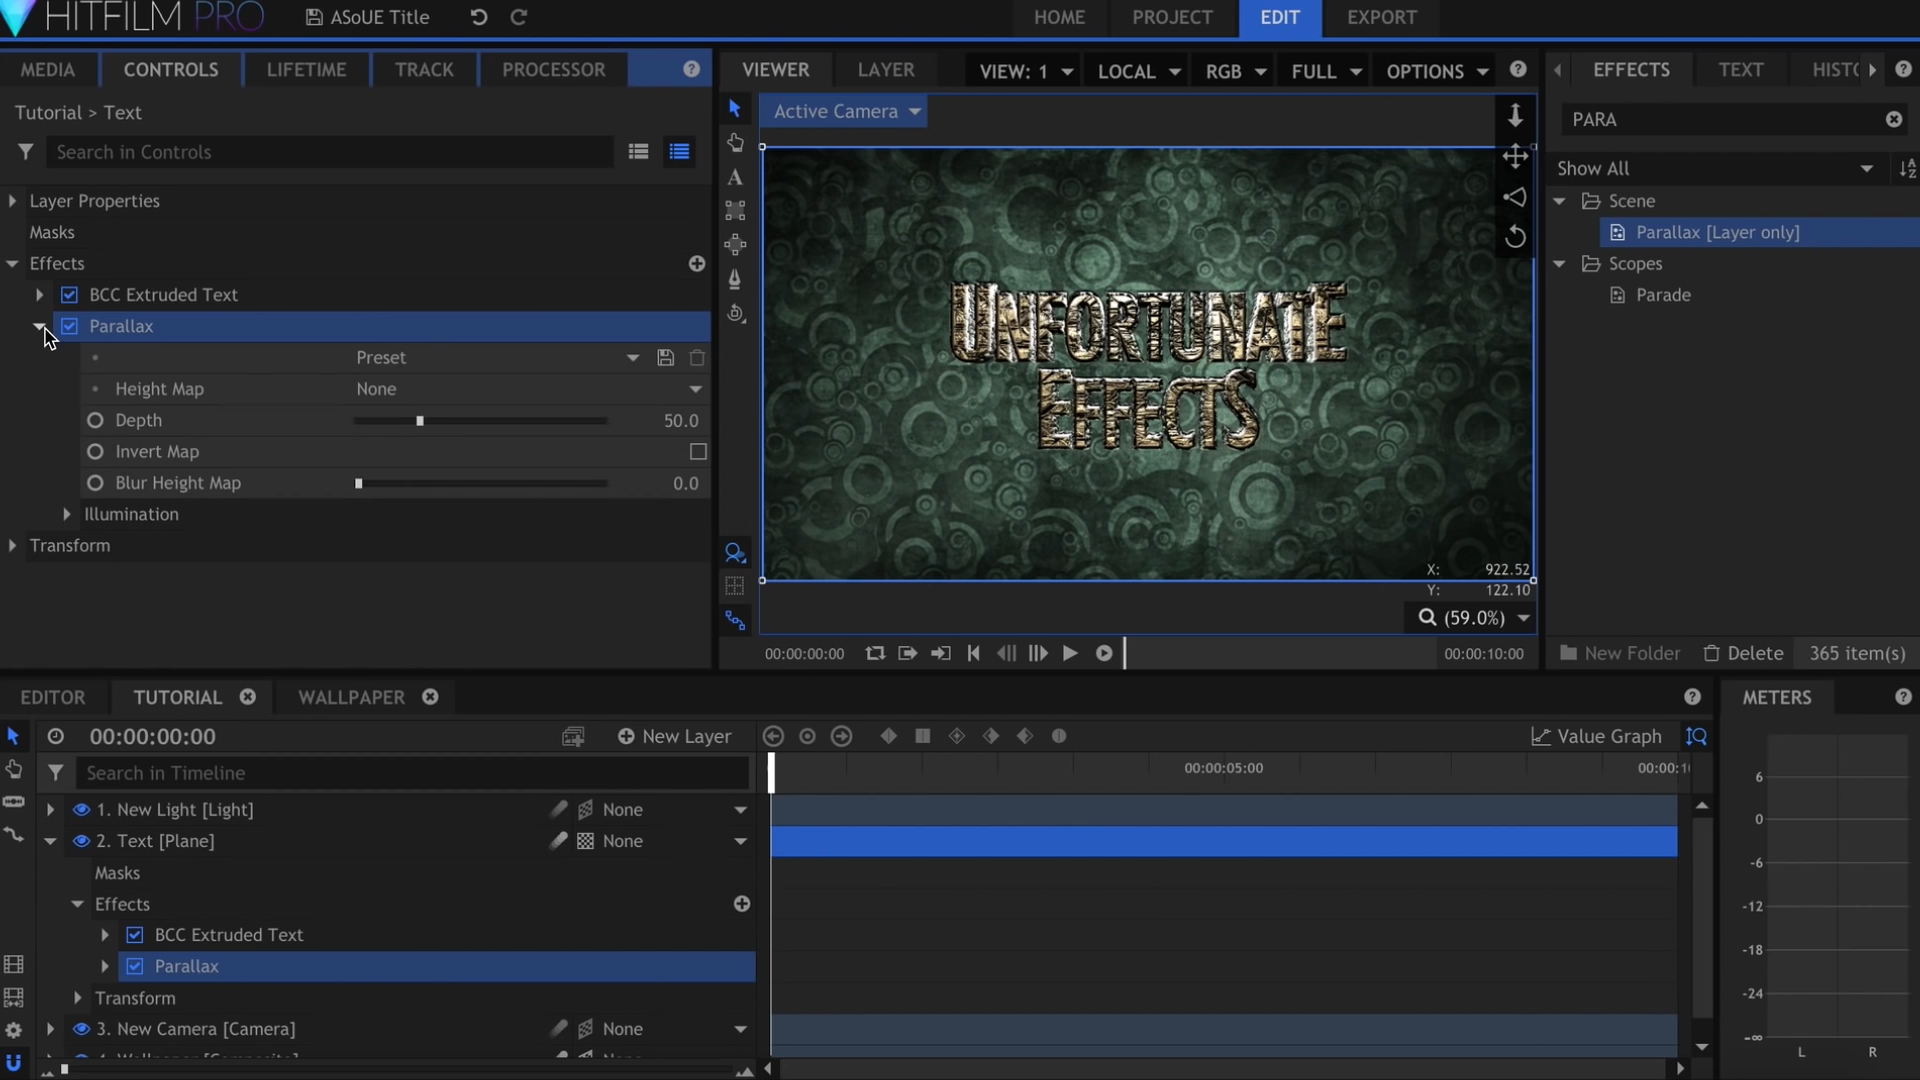 HITFILM PRO
ASoUE Title
HOME
PROJECT
EDIT
EXPORT
MEDIA
CONTROLS
LIFETIME
TRACK
PROCESSOR
Tutorial > Text
Search in Controls
Layer Properties
Masks
Effects
BCC Extruded Text
Parallax
Preset
Height Map
None
Depth
50.0
Invert Map
Blur Height Map
0.0
Illumination
Transform
VIEWER
LAYER
VIEW: 1
LOCAL
RGB
FULL
OPTIONS
Active Camera
UNFORTUNATE
EFFECTS
X: 922.52
Y: 122.10
(59.0%)
00:00:00:00
00:00:10:00
EFFECTS
TEXT
PARA
Show All
Scene
Parallax [Layer only]
Scopes
Parade
New Folder
Delete
365 item(s)
EDITOR
TUTORIAL
WALLPAPER
00:00:00:00
New Layer
Value Graph
Search in Timeline
00:00:05:00
1. New Light [Light]
None
2. Text [Plane]
None
Masks
Effects
BCC Extruded Text
Parallax
Transform
3. New Camera [Camera]
None
METERS
6
0
-6
-12
-18
-24
-∞
L
R